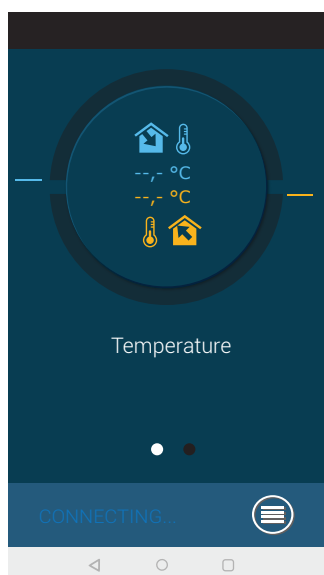 --,- °C
--,- °C
Temperature
CONNECTING...